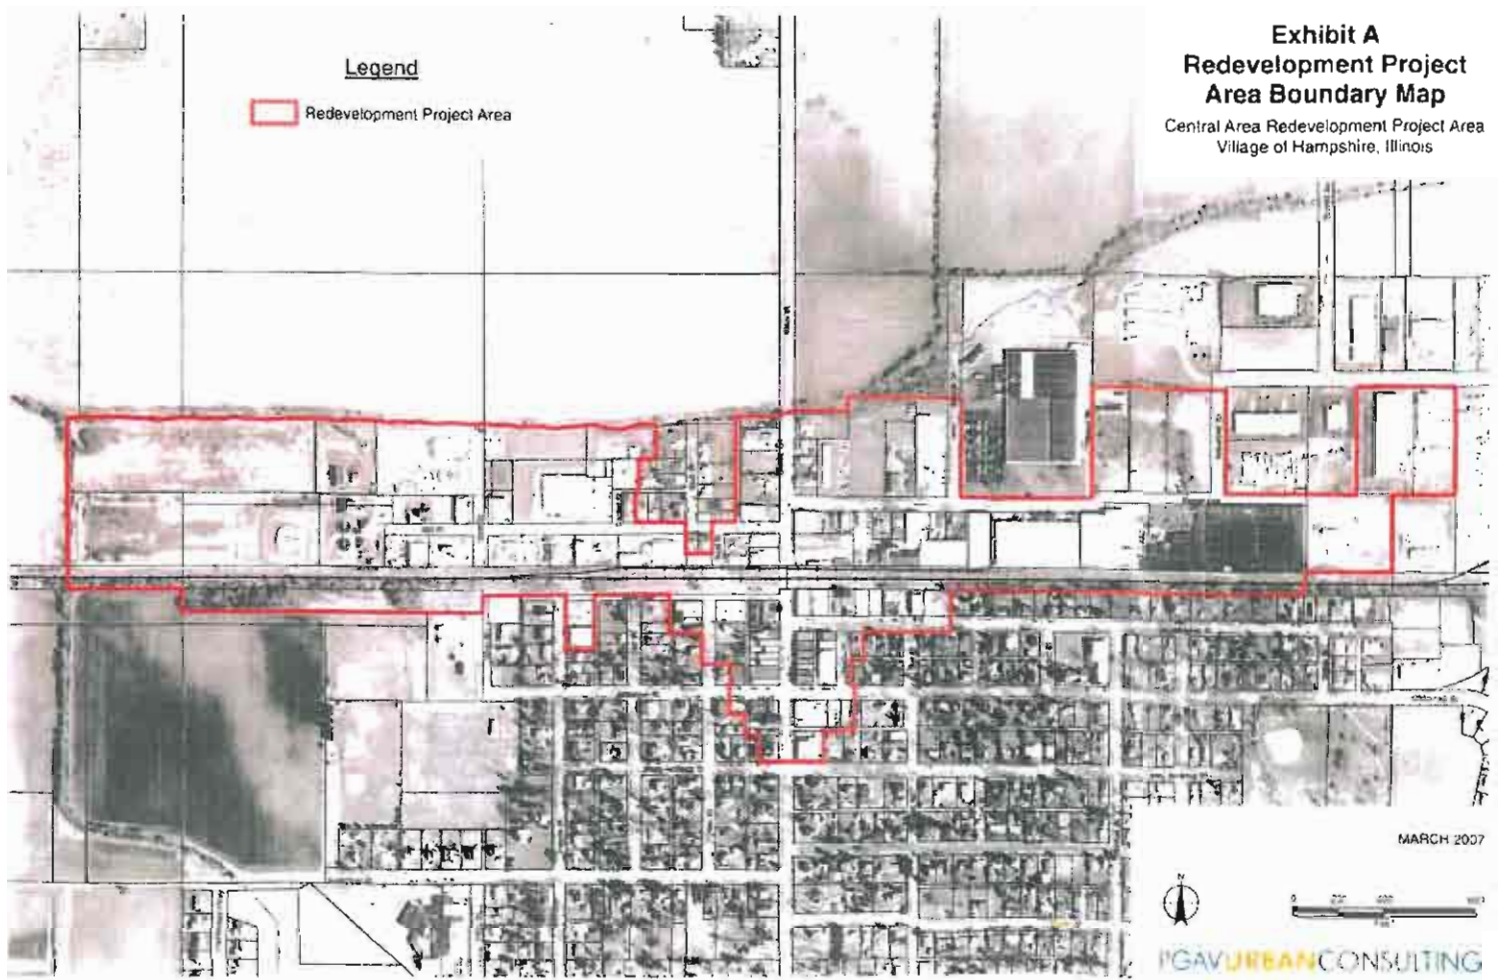 Exhibit A
Redevelopment Project
Area Boundary Map
Central Area Redevelopment Project Area
Village of Hampshire, Illinois
Legend
Redevelopment Project Area
MARCH 2007
N
0
PGAVURBANCONSULTING